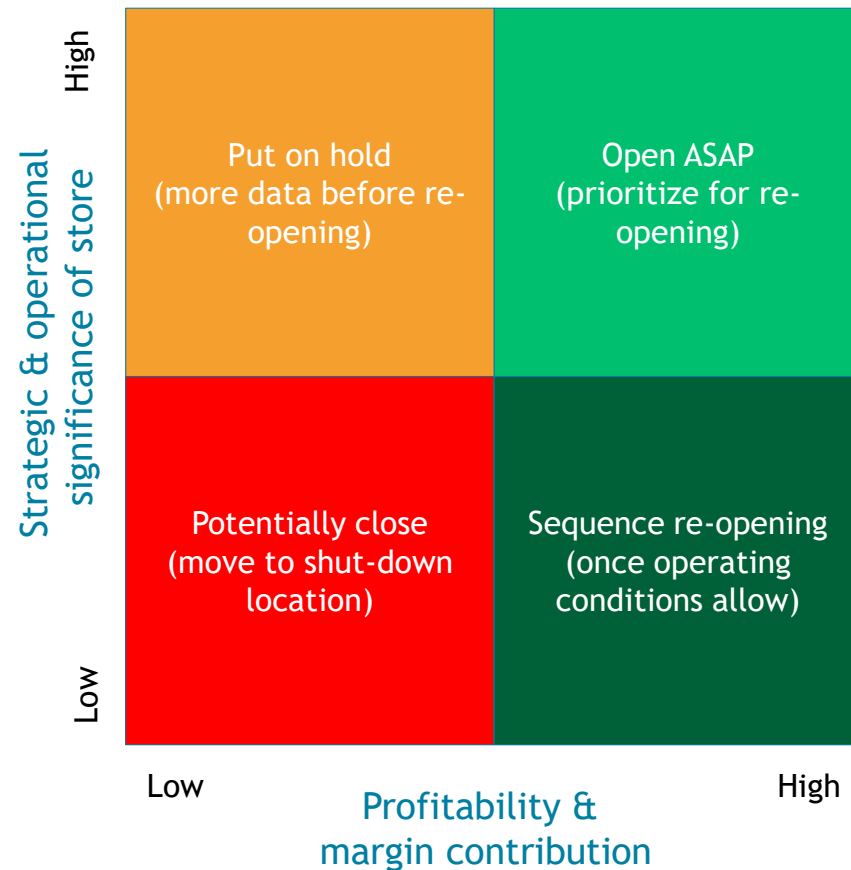 High
Strategic & operational
significance of store
Low
Put on hold
(more data before re-
opening)
Open ASAP
(prioritize for re-
opening)
Potentially close
(move to shut-down
location)
Sequence re-opening
(once operating
conditions allow)
Low
High
Profitability &
margin contribution